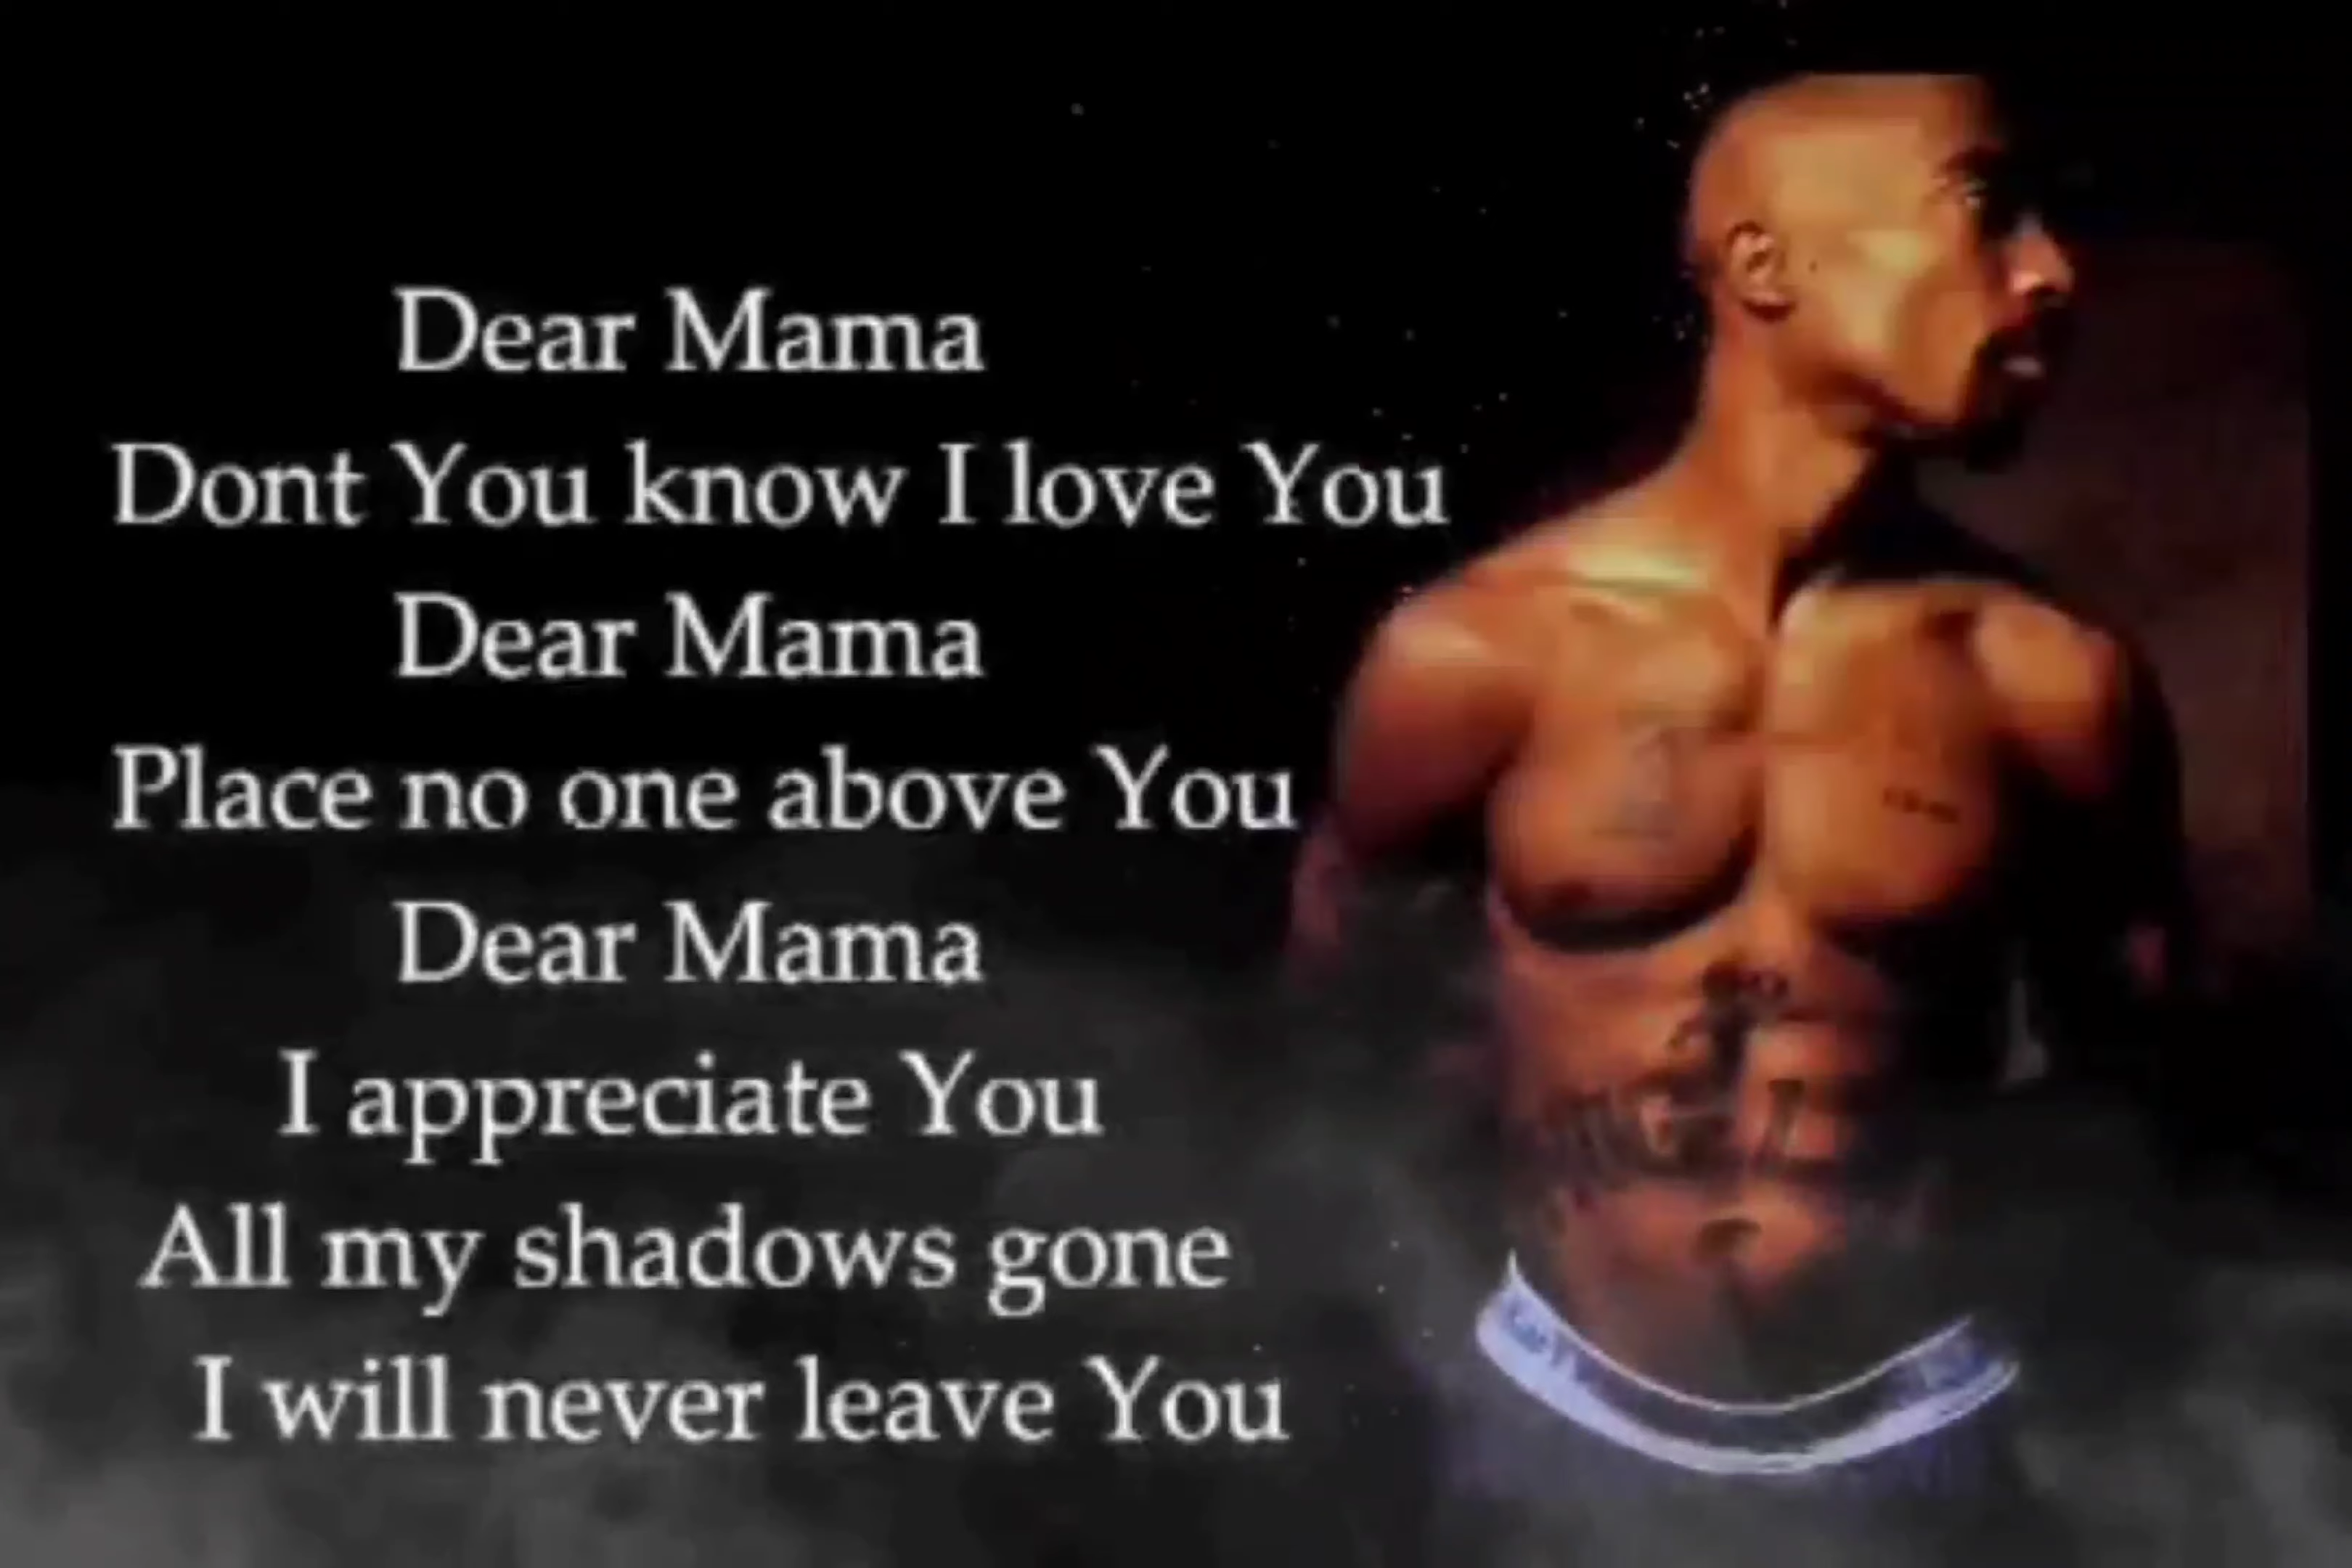 Dear Mama
Dont You know I love You
Dear Mama
Place no one above You
Dear Mama
I appreciate You
All my shadows gone
I will never leave You